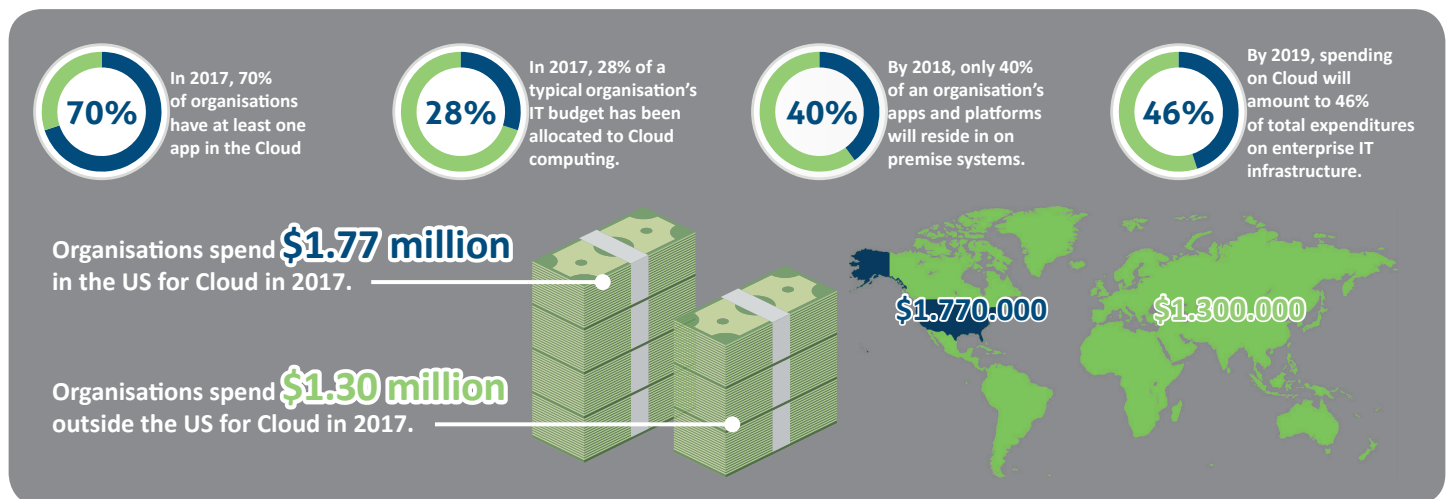 70%
In 2017, 70%
of organisations
have at least one
app in the Cloud
28%
In 2017, 28% of a
typical organisation’s
IT budget has been
allocated to Cloud
computing.
40%
By 2018, only 40%
of an organisation’s
apps and platforms
will reside in on
premise systems.
46%
By 2019, spending
on Cloud will
amount to 46%
of total expenditures
on enterprise IT
infrastructure.
Organisations spend $1.77 million
in the US for Cloud in 2017.
Organisations spend $1.30 million
outside the US for Cloud in 2017.
$1.770.000
$1.300.000